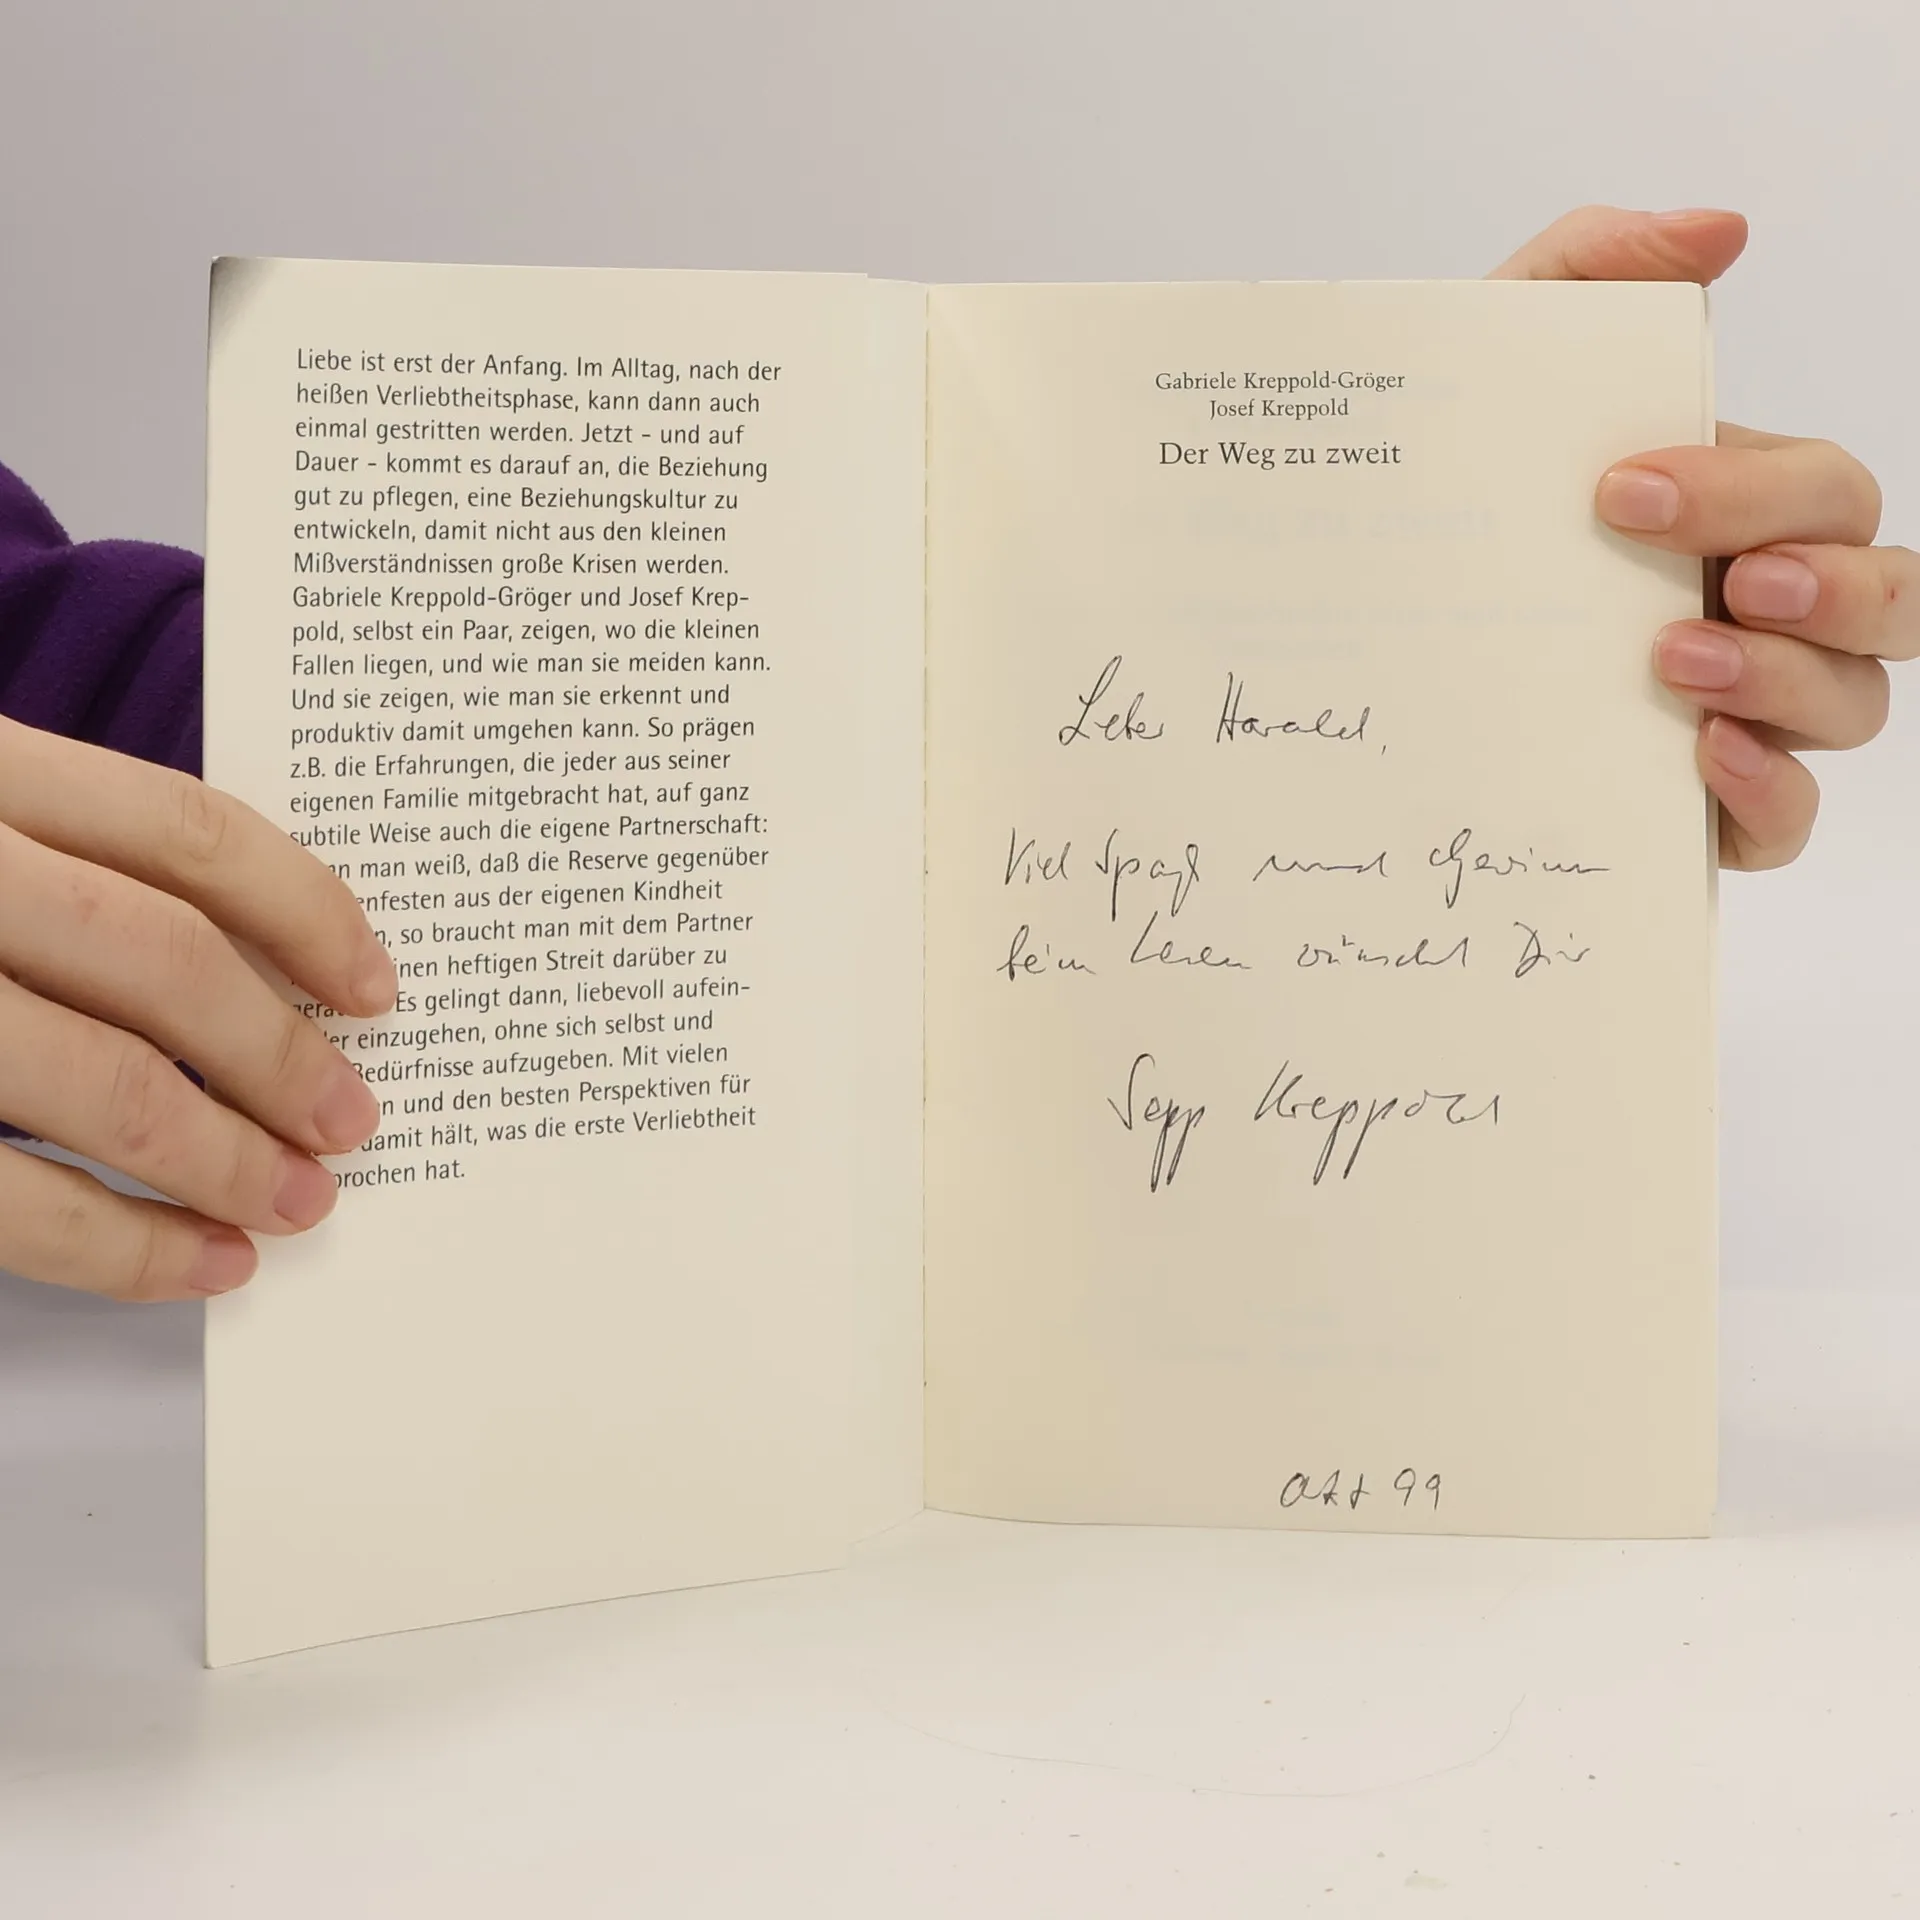 Liebe ist erst der Anfang. Im Alltag, nach der
heißen Verliebtheitsphase, kann dann auch
einmal gestritten werden. Jetzt - und auf
Dauer - kommt es darauf an, die Beziehung
gut zu pflegen, eine Beziehungskultur zu
entwickeln, damit nicht aus den kleinen
Mißverständnissen große Krisen werden.
Gabriele Kreppold-Gröger und Josef Krep-
pold, selbst ein Paar, zeigen, wo die kleinen
Fallen liegen, und wie man sie meiden kann.
Und sie zeigen, wie man sie erkennt und
produktiv damit umgehen kann. So prägen
z.B. die Erfahrungen, die jeder aus seiner
eigenen Familie mitgebracht hat, auf ganz
subtile Weise auch die eigene Partnerschaft:
man weiß, daß die Reserve gegenüber
enfesten aus der eigenen Kindheit
so braucht man mit dem Partner
inen heftigen Streit darüber zu
Es gelingt dann, liebevoll aufein-
einzugehen, ohne sich selbst und
Bedürfnisse aufzugeben. Mit vielen
und den besten Perspektiven für
damit hält, was die erste Verliebtheit
prochen hat.
Gabriele Kreppold-Gröger
Josef Kreppold
Der Weg zu zweit
Lieber Harald,
Viel Spaß und Gewinn
beim Lesen wünscht Dir
Sepp Kreppold
Okt 99